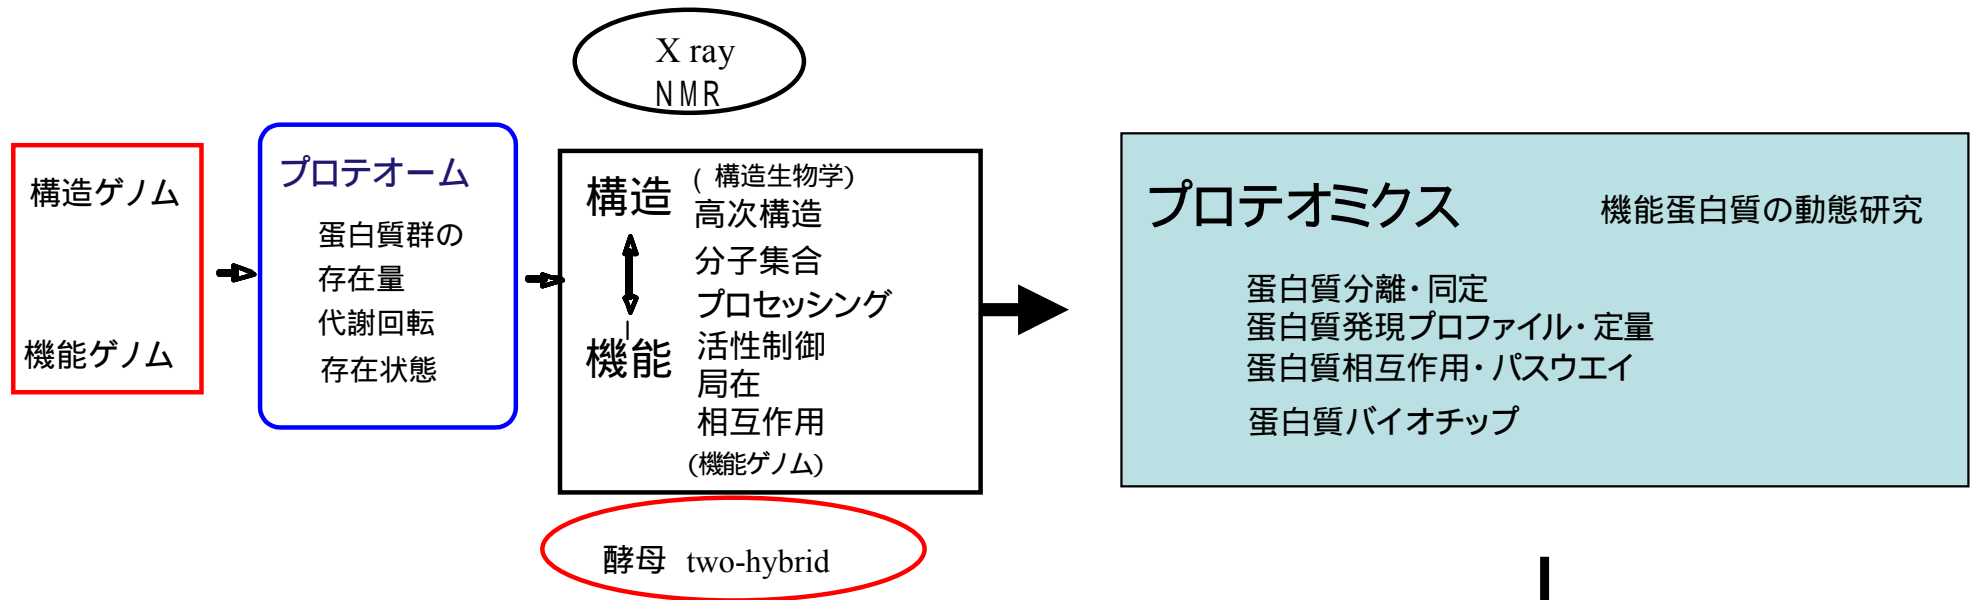 X ray
NMR
構造ゲノム
機能ゲノム
プロテオーム
蛋白質群の
存在量
代謝回転
存在状態
構造
機能
( 構造生物学)
高次構造
分子集合
プロセッシング
活性制御
局在
相互作用
(機能ゲノム)
酵母 two-hybrid
プロテオミクス 機能蛋白質の動態研究
蛋白質分離・同定
蛋白質発現プロファイル・定量
蛋白質相互作用・パスウエイ
蛋白質バイオチップ